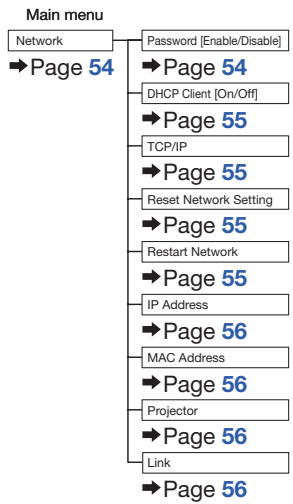 Main menu
Network
➡Page 54
Password [Enable/Disable]
➡Page 54
DHCP Client [On/Off]
➡Page 55
TCP/IP
➡Page 55
Reset Network Setting
➡Page 55
Restart Network
➡Page 55
IP Address
➡Page 56
MAC Address
➡Page 56
Projector
➡Page 56
Link
➡Page 56